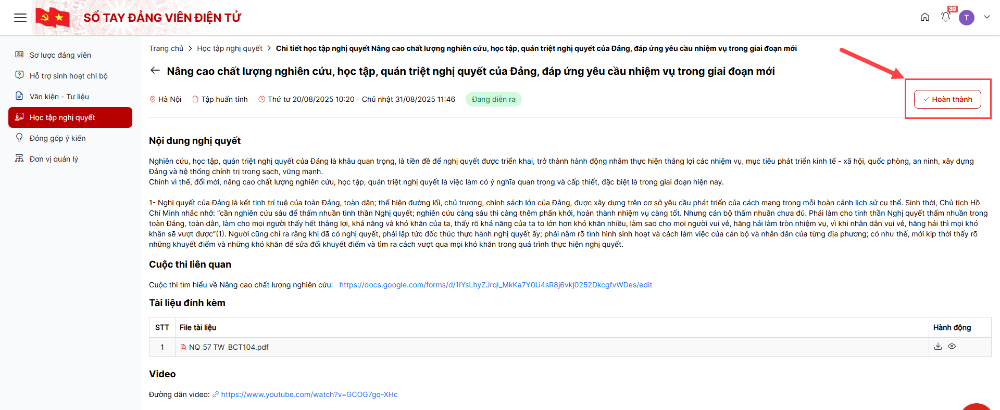 SỔ TAY ĐẢNG VIÊN ĐIỆN TỬ
39
T
Sơ lược đảng viên
Hỗ trợ sinh hoạt chi bộ
Văn kiện - Tư liệu
Học tập nghị quyết
Đóng góp ý kiến
Đơn vị quản lý
Trang chủ > Học tập nghị quyết > Chi tiết học tập nghị quyết Nâng cao chất lượng nghiên cứu, học tập, quán triệt nghị quyết của Đảng, đáp ứng yêu cầu nhiệm vụ trong giai đoạn mới
Nâng cao chất lượng nghiên cứu, học tập, quán triệt nghị quyết của Đảng, đáp ứng yêu cầu nhiệm vụ trong giai đoạn mới
Hà Nội Tập huấn tỉnh Thứ tư 20/08/2025 10:20 - Chủ nhật 31/08/2025 11:46 Đang diễn ra
Hoàn thành
Nội dung nghị quyết
Nghiên cứu, học tập, quán triệt nghị quyết của Đảng là khâu quan trọng, là tiền đề để nghị quyết được triển khai, trở thành hành động nhằm thực hiện thắng lợi các nhiệm vụ, mục tiêu phát triển kinh tế - xã hội, quốc phòng, an ninh, xây dựng
Đảng và hệ thống chính trị trong sạch, vững mạnh.
Chính vì thế, đổi mới, nâng cao chất lượng nghiên cứu, học tập, quán triệt nghị quyết là việc làm có ý nghĩa quan trọng và cấp thiết, đặc biệt là trong giai đoạn hiện nay.
1- Nghị quyết của Đảng là kết tinh trí tuệ của toàn Đảng, toàn dân; thể hiện đường lối, chủ trương, chính sách lớn của Đảng, được xây dựng trên cơ sở yêu cầu phát triển của cách mạng trong mỗi hoàn cảnh lịch sử cụ thể. Sinh thời, Chủ tịch Hồ
Chí Minh nhắc nhở: “cần nghiên cứu sâu để thấm nhuần tinh thần Nghị quyết; nghiên cứu càng sâu thì càng thêm phấn khởi, hoàn thành nhiệm vụ càng tốt. Nhưng cán bộ thấm nhuần chưa đủ. Phải làm cho tinh thần Nghị quyết thấm nhuần trong
toàn Đảng, toàn dân, làm cho mọi người thấy hết thắng lợi, khả năng và khó khăn của ta, thấy rõ khả năng của ta to lớn hơn khó khăn nhiều, làm sao cho mọi người vui vẻ, hăng hái làm tròn nhiệm vụ, vì khi nhân dân vui vẻ, hăng hái thì mọi khó
khăn sẽ vượt được”(1). Người cũng chỉ ra rằng khi đã có nghị quyết, phải lập tức đốc thúc thực hành nghị quyết ấy; phải nắm rõ tình hình sinh hoạt và cách làm việc của cán bộ và nhân dân của từng địa phương; có như thế, mới kịp thời thấy rõ
những khuyết điểm và những khó khăn để sửa đổi khuyết điểm và tìm ra cách vượt qua mọi khó khăn trong quá trình thực hiện nghị quyết.
Cuộc thi liên quan
Cuộc thi tìm hiểu về Nâng cao chất lượng nghiên cứu: https://docs.google.com/forms/d/1IYsLhyZJrqi_MkKa7Y0U4sR8j6vkj0252DkcgfvWDes/edit
Tài liệu đính kèm
STT File tài liệu Hành động
1 NQ_57_TW_BCT104.pdf
Video
Đường dẫn video: https://www.youtube.com/watch?v=GCOG7gq-XHc